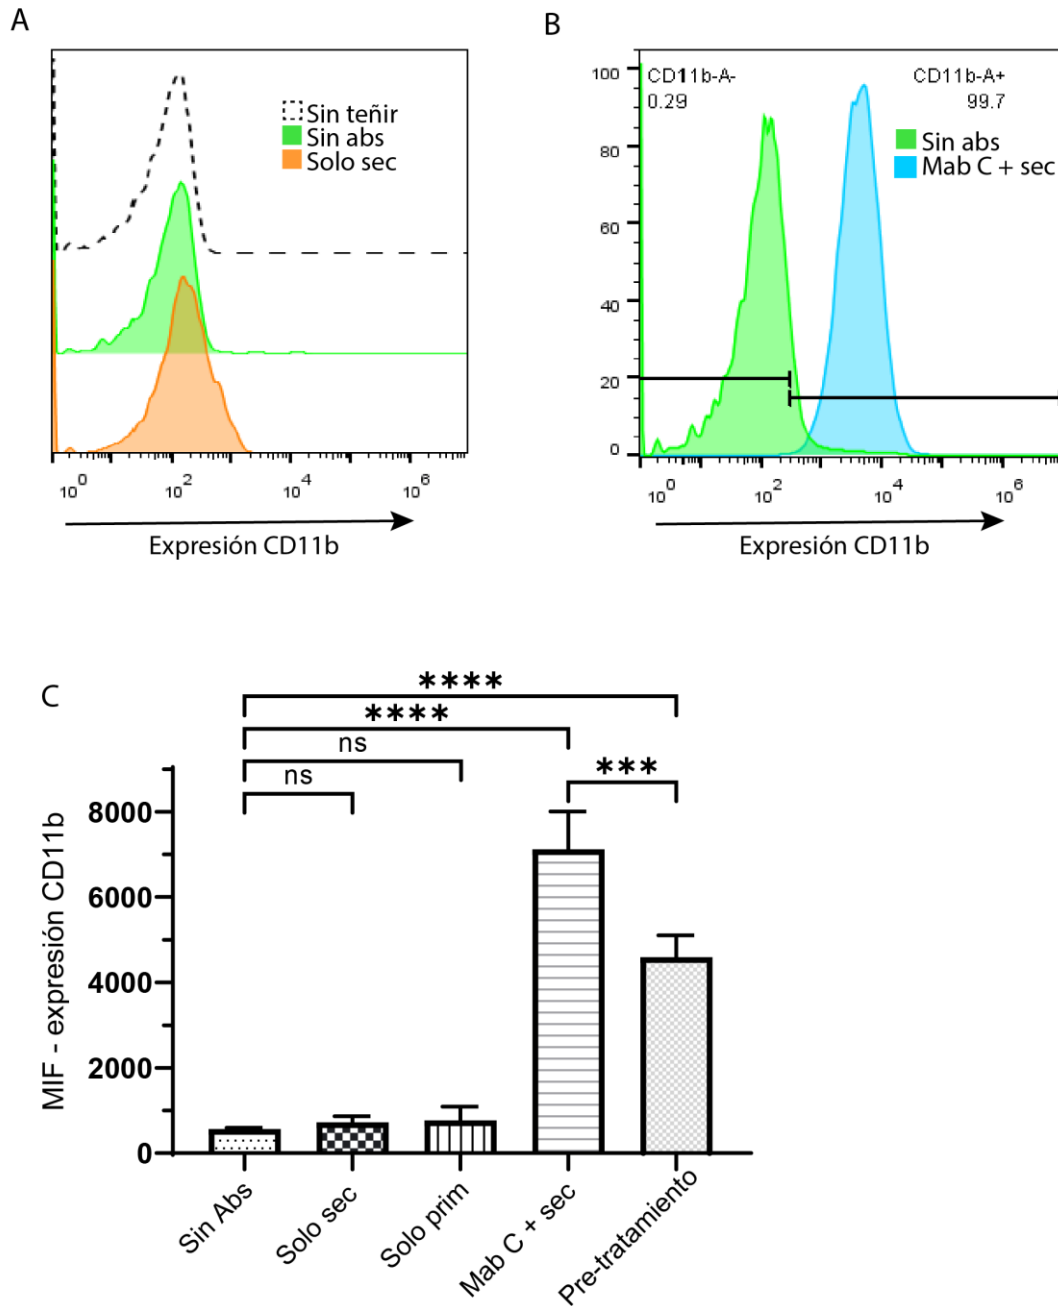 A
Sin teñir
Sin abs
Solo sec
10^0 10^2 10^4 10^6
Expresión CD11b
B
CD11b-A- CD11b-A+
0.29 99.7
Sin abs
Mab C + sec
100
80
60
40
20
0
10^0 10^2 10^4 10^6
Expresión CD11b
C
****
****
ns
ns
***
MIF - expresión CD11b
8000
6000
4000
2000
0
Sin Abs
Solo sec
Solo prim
Mab C + sec
Pre-tratamiento